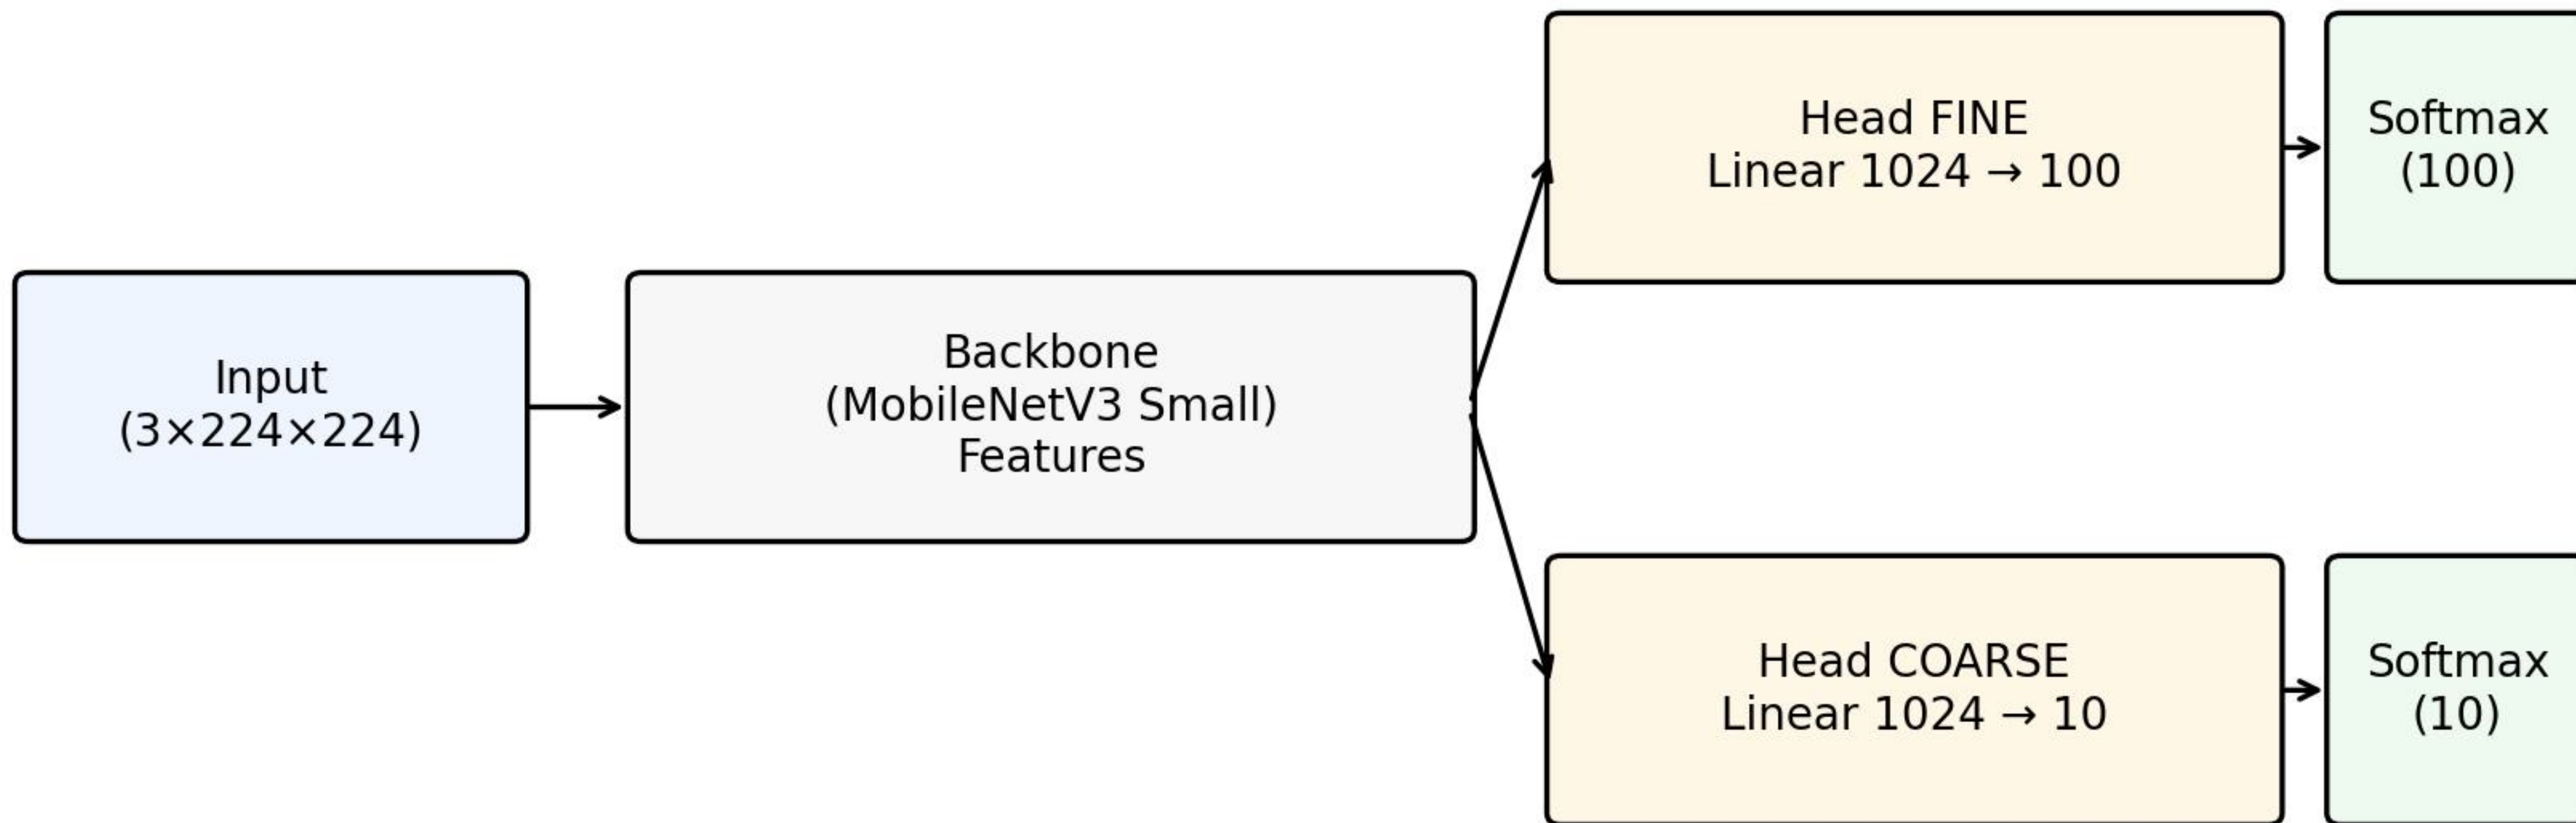 Input
(3×224×224)
Backbone
(MobileNetV3 Small)
Features
Head FINE
Linear 1024 → 100
Softmax
(100)
Head COARSE
Linear 1024 → 10
Softmax
(10)